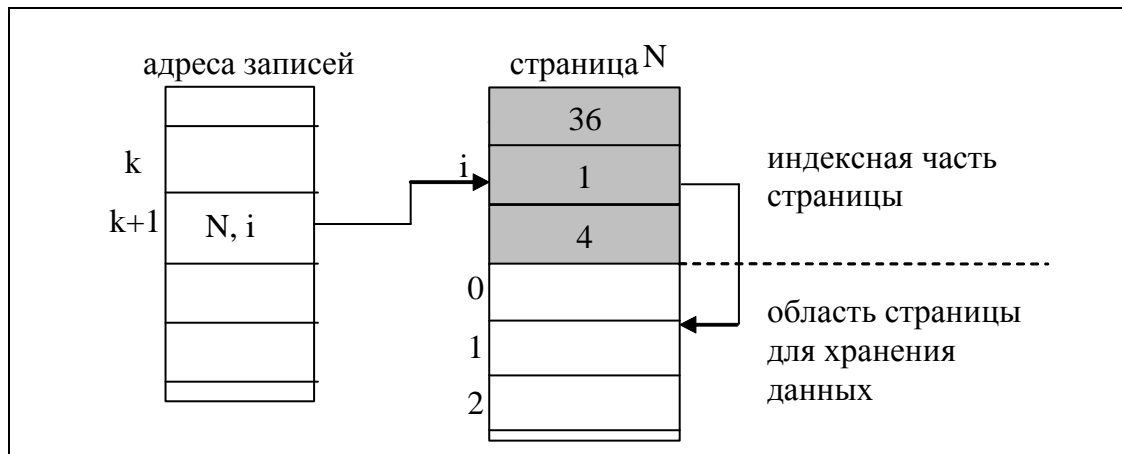 адреса записей
страница N
36
k
i
1
индексная часть
страницы
k+1
N, i
4
0
1
область страницы
для хранения
данных
2